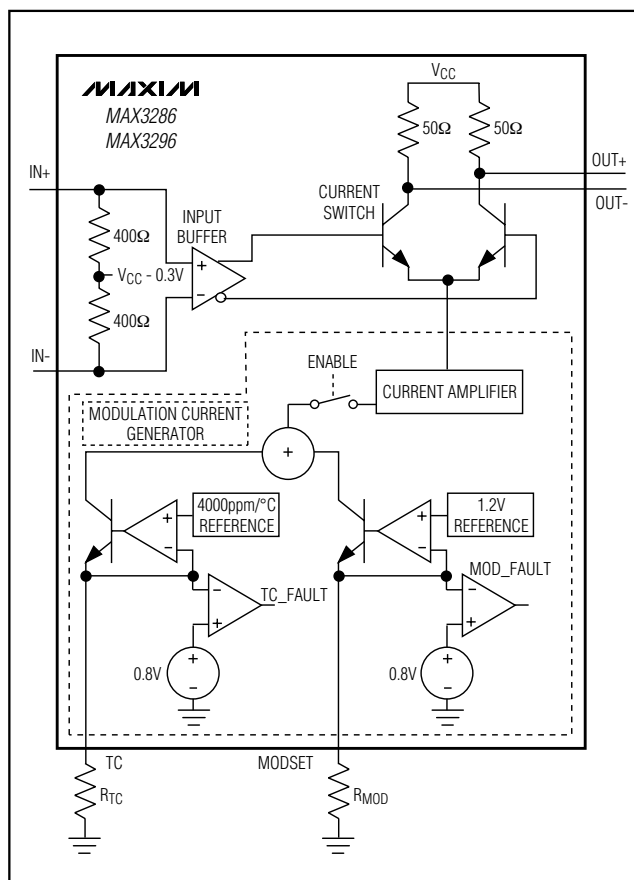 MAXIM
MAX3286
MAX3296
VCC
50Ω
50Ω
OUT+
OUT-
IN+
CURRENT
SWITCH
INPUT
BUFFER
400Ω
+
VCC - 0.3V
-
400Ω
IN-
ENABLE
CURRENT AMPLIFIER
MODULATION CURRENT
GENERATOR
+
4000ppm/°C
REFERENCE
+
-
1.2V
REFERENCE
+
-
TC_FAULT
-
+
MOD_FAULT
-
+
0.8V
+
-
0.8V
+
-
TC
MODSET
RTC
RMOD